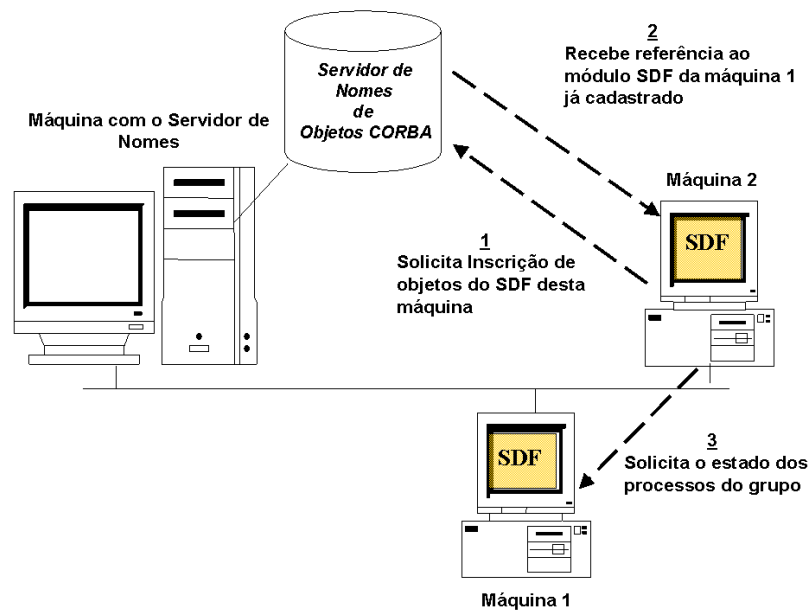 2
Recebe referência ao
módulo SDF da máquina 1
já cadastrado
Servidor de
Nomes
de
Objetos CORBA
Máquina com o Servidor de
Nomes
Máquina 2
SDF
1
Solicita Inscrição de
objetos do SDF desta
máquina
3
Solicita o estado dos
processos do grupo
SDF
Máquina 1